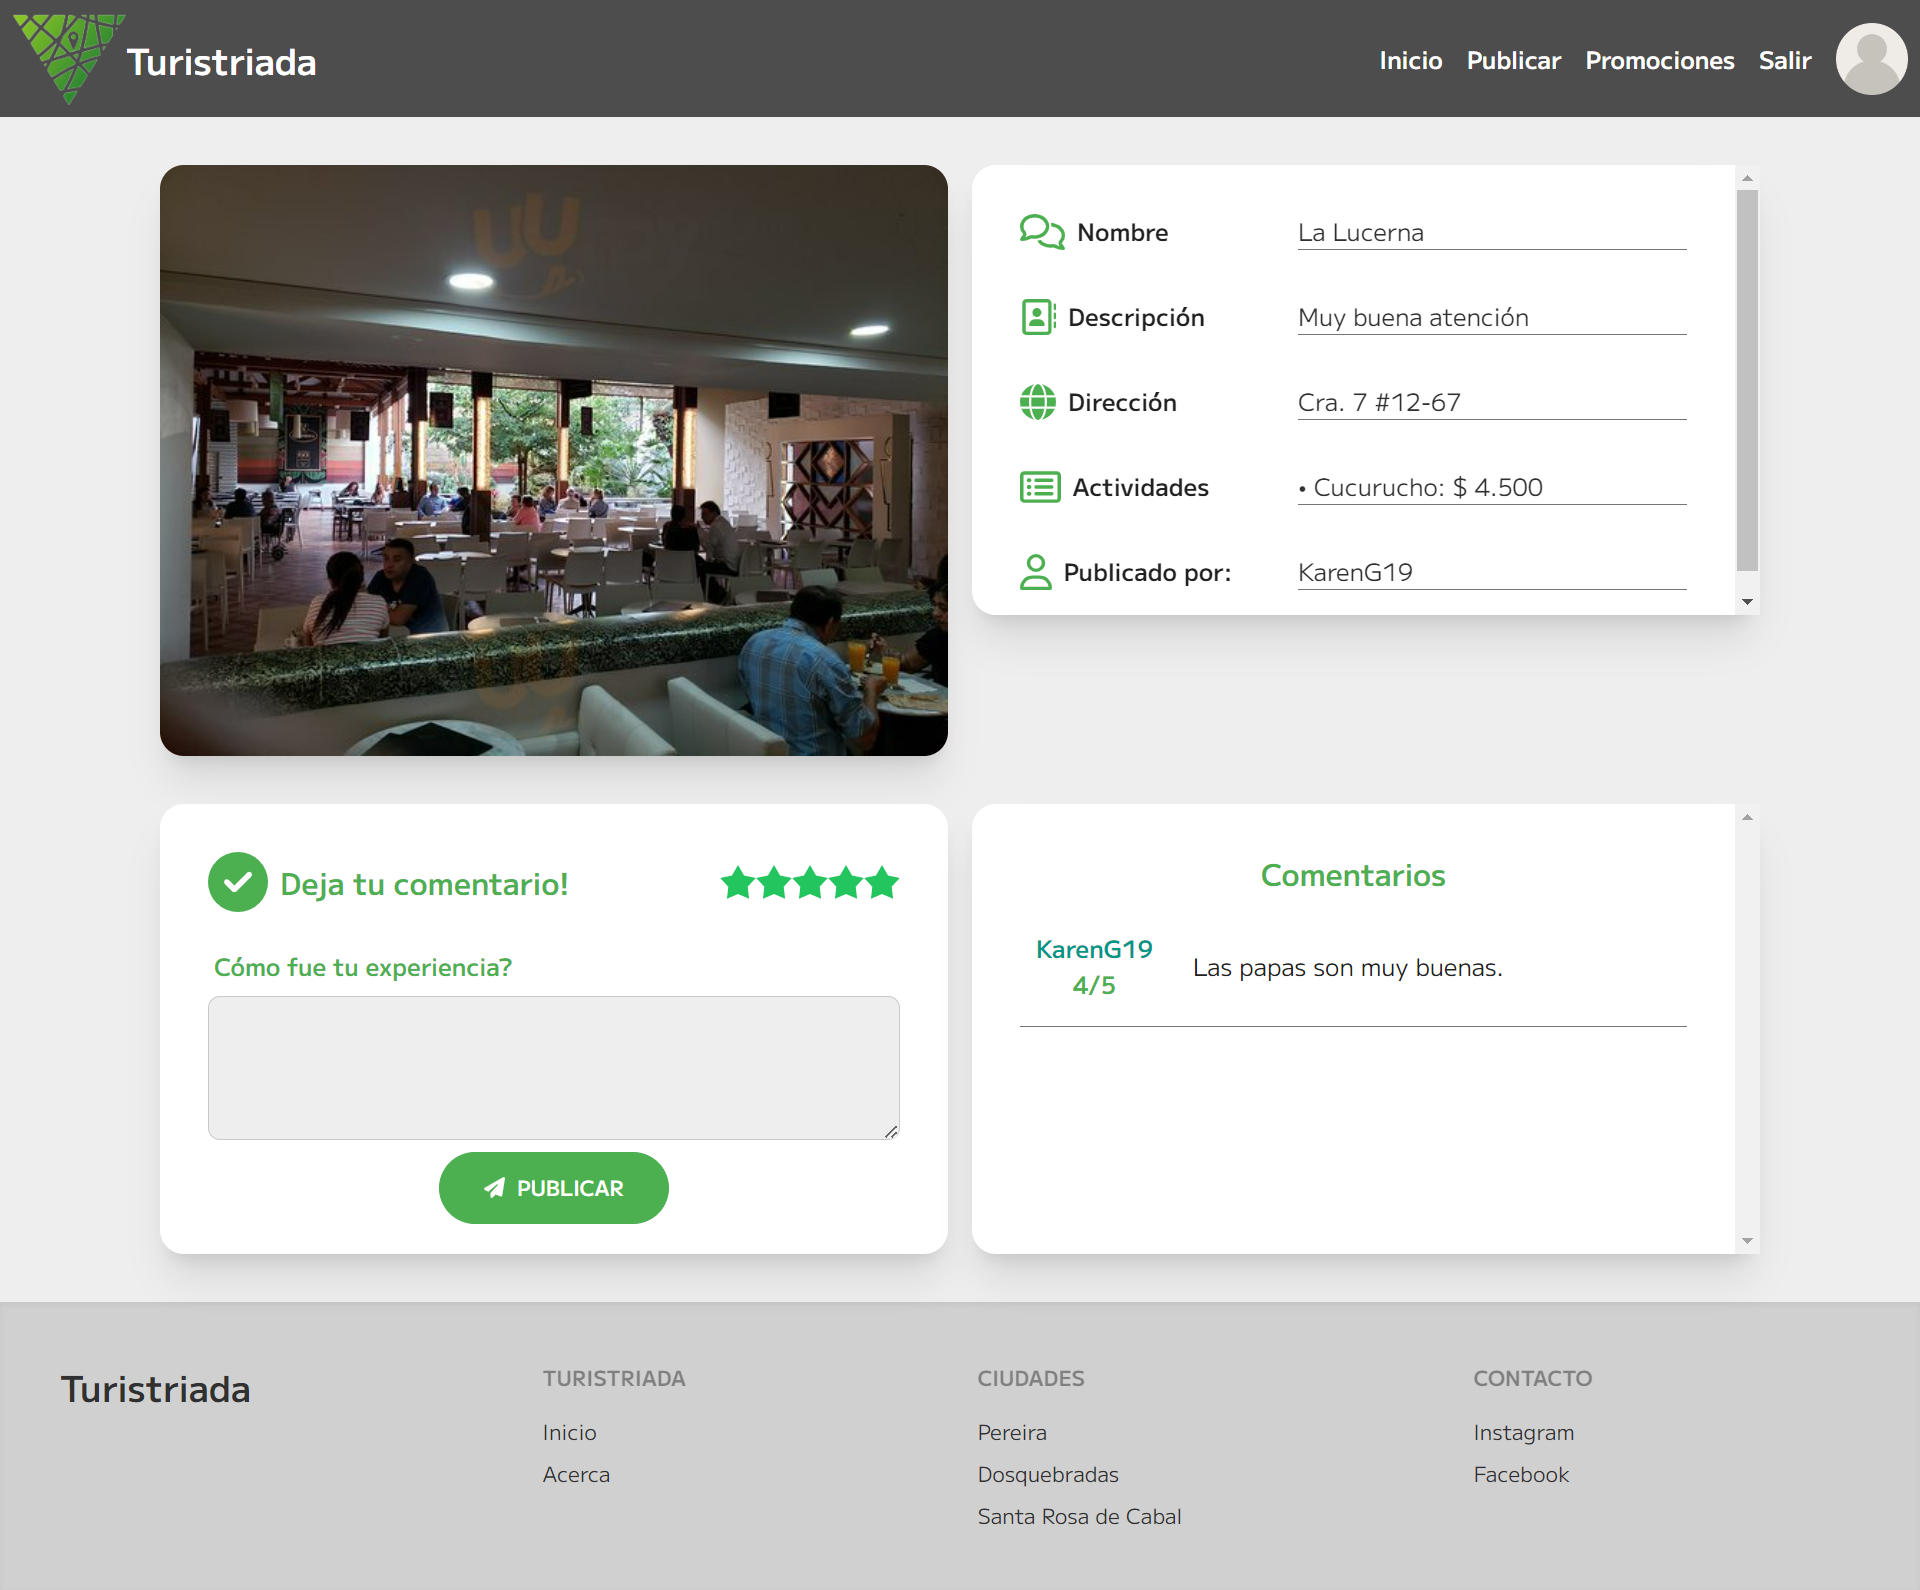 Turistriada
Inicio
Publicar
Promociones
Salir
Nombre
La Lucerna
Descripción
Muy buena atención
Dirección
Cra. 7 #12-67
Actividades
• Cucurucho: $ 4.500
Publicado por:
KarenG19
Deja tu comentario!
Cómo fue tu experiencia?
PUBLICAR
Comentarios
KarenG19
4/5
Las papas son muy buenas.
Turistriada
TURISTRIADA
Inicio
Acerca
CIUDADES
Pereira
Dosquebradas
Santa Rosa de Cabal
CONTACTO
Instagram
Facebook